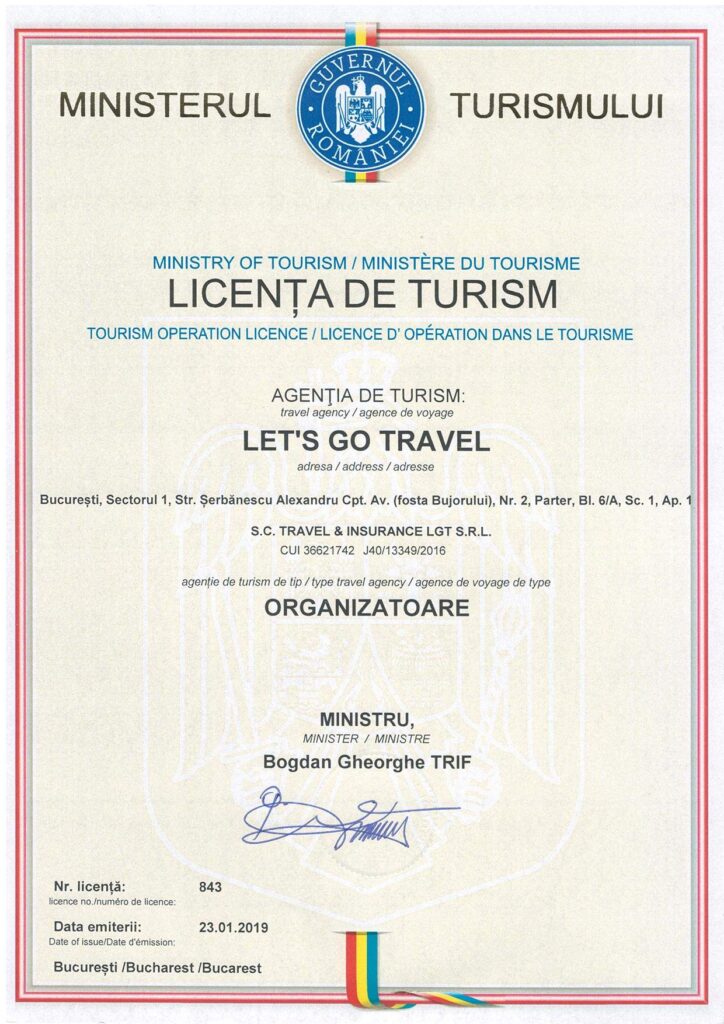 MINISTERUL TURISMULUI
GUVERNUL ROMÂNIEI
MINISTRY OF TOURISM / MINISTÈRE DU TOURISME
LICENȚA DE TURISM
TOURISM OPERATION LICENCE / LICENCE D' OPÉRATION DANS LE TOURISME
AGENŢIA DE TURISM:
travel agency / agence de voyage
LET'S GO TRAVEL
adresa / address / adresse
București, Sectorul 1, Str. Șerbănescu Alexandru Cpt. Av. (fosta Bujorului), Nr. 2, Parter, Bl. 6/A, Sc. 1, Ap. 1
S.C. TRAVEL & INSURANCE LGT S.R.L.
CUI 36621742 J40/13349/2016
agenție de turism de tip / type travel agency / agence de voyage de type
ORGANIZATOARE
MINISTRU,
MINISTER / MINISTRE
Bogdan Gheorghe TRIF
Nr. licență: 843
licence no./numéro de licence:
Data emiterii: 23.01.2019
Date of issue/Date d'émission:
București /Bucharest /Bucarest